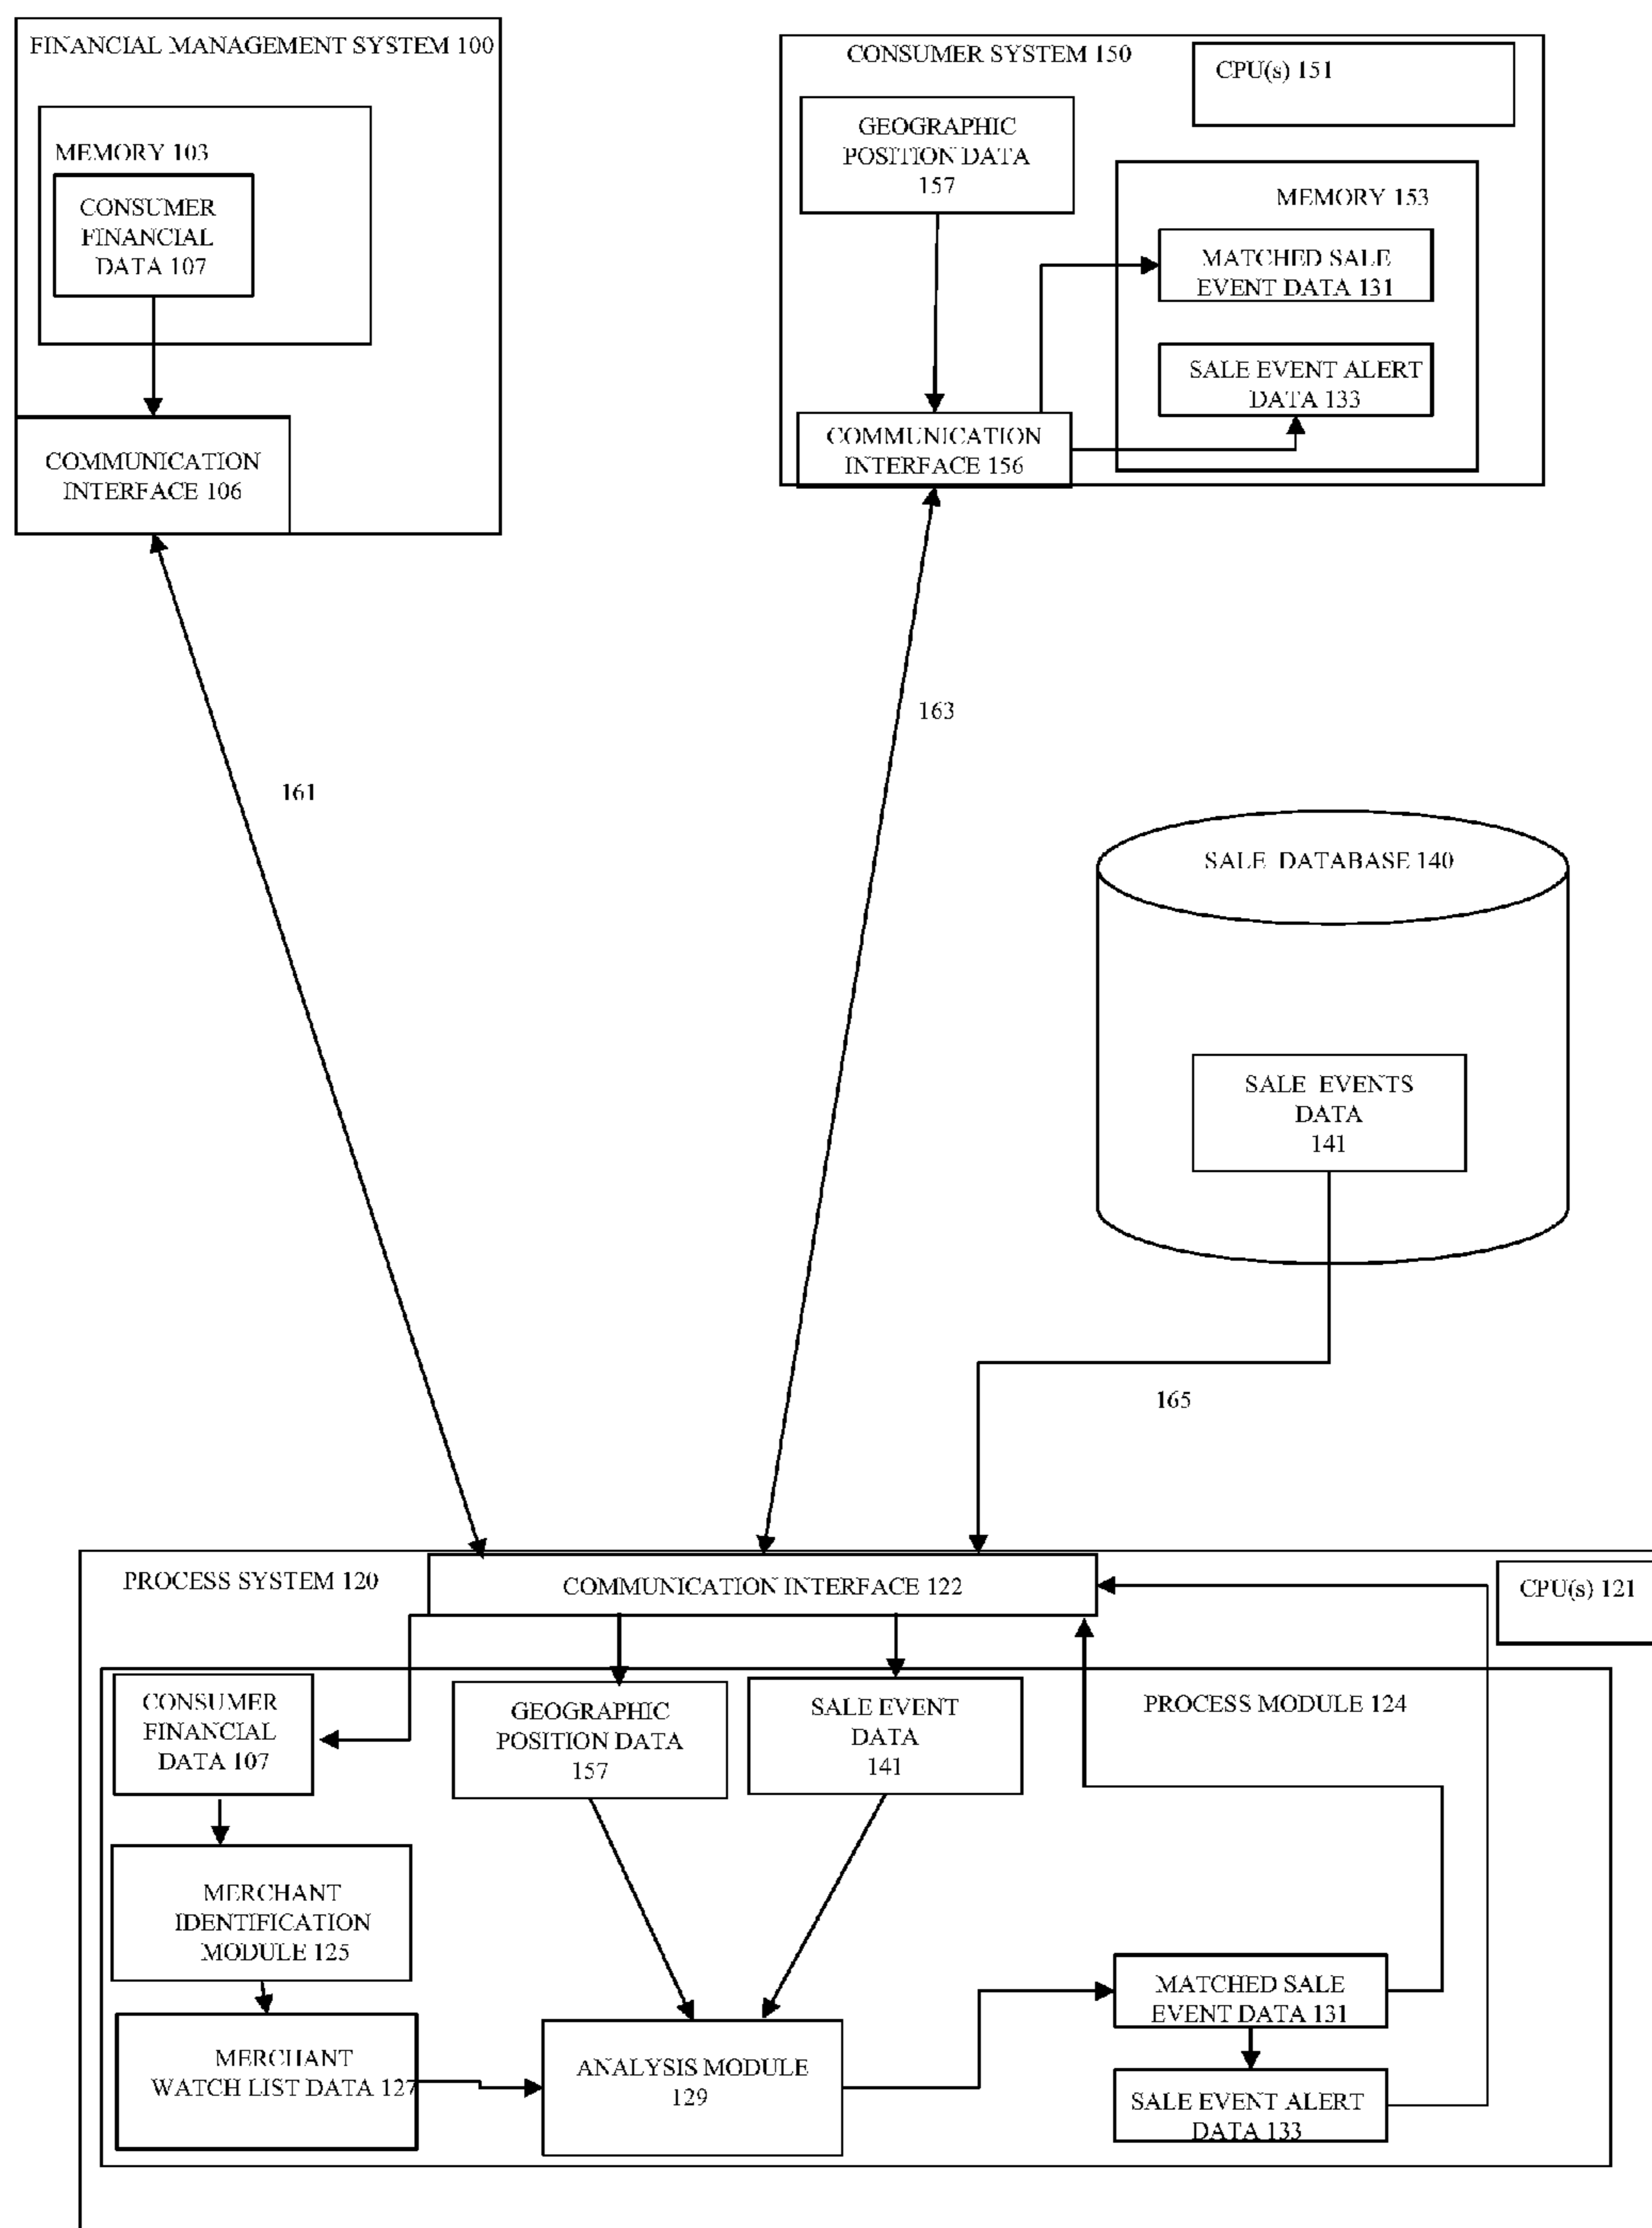 FINANCIAL MANAGEMENT SYSTEM 100
MEMORY 103
CONSUMER
FINANCIAL
DATA 107
COMMUNICATION
INTERFACE 106
CONSUMER SYSTEM 150
CPU(s) 151
GEOGRAPHIC
POSITION DATA
157
MEMORY 153
MATCHED SALE
EVENT DATA 131
SALE EVENT ALERT
DATA 133
COMMUNICATION
INTERFACE 156
163
161
SALE DATABASE 140
SALE EVENTS
DATA
141
165
PROCESS SYSTEM 120
COMMUNICATION INTERFACE 122
CPU(s) 121
CONSUMER
FINANCIAL
DATA 107
GEOGRAPHIC
POSITION DATA
157
SALE EVENT
DATA
141
PROCESS MODULE 124
MERCHANT
IDENTIFICATION
MODULE 125
MERCHANT
WATCH LIST DATA 127
ANALYSIS MODULE
129
MATCHED SALE
EVENT DATA 131
SALE EVENT ALERT
DATA 133